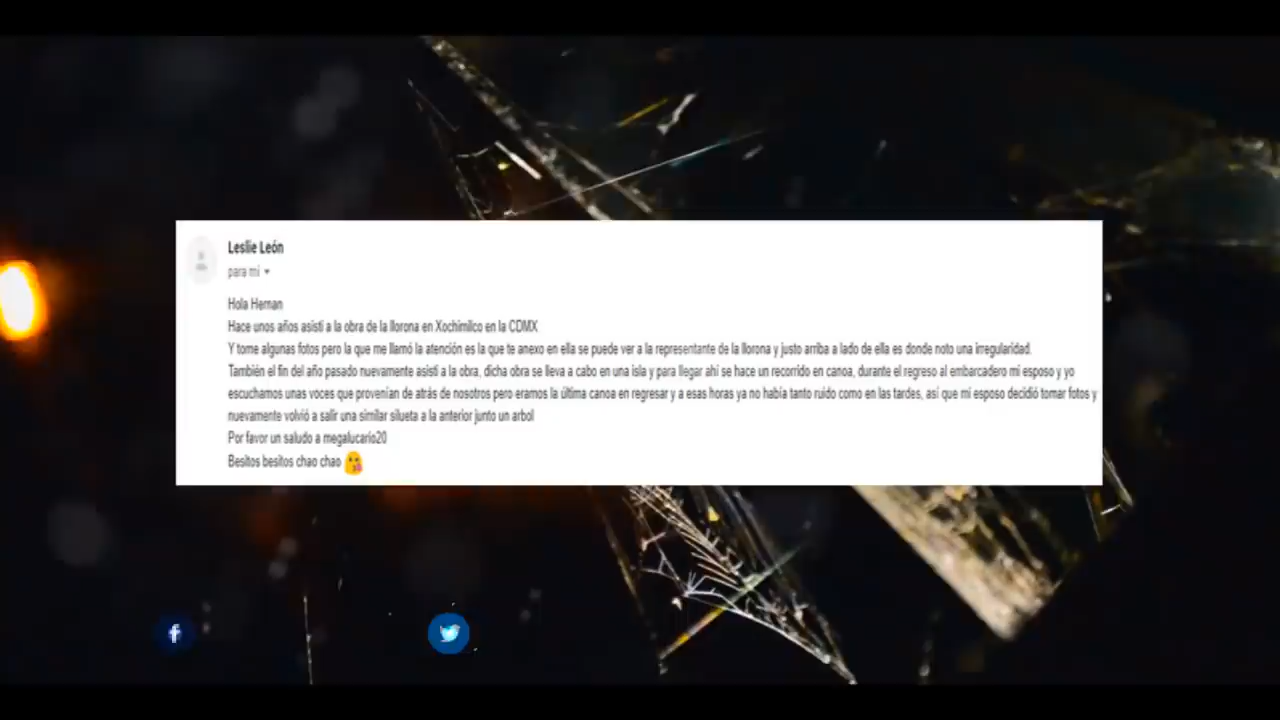 Leslie León
para mi
Hola Hernan
Hace unos años asistí a la obra de la llorona en Xochimilco en la CDMX
Y tome algunas fotos pero la que me llamó la atención es la que te anexo en ella se puede ver a la representante de la llorona y justo arriba a lado de ella es donde noto una irregularidad.
También el fin del año pasado nuevamente asistí a la obra, dicha obra se lleva a cabo en una isla y para llegar ahí se hace un recorrido en canoa, durante el regreso al embarcadero mi esposo y yo
escuchamos unas voces que provenían de atrás de nosotros pero eramos la última canoa en regresar y a esas horas ya no había tanto ruido como en las tardes, así que mi esposo decidió tomar fotos y
nuevamente volvió a salir una similar silueta a la anterior junto un arbol
Por favor un saludo a megalucario20
Besitos besitos chao chao 😘
f